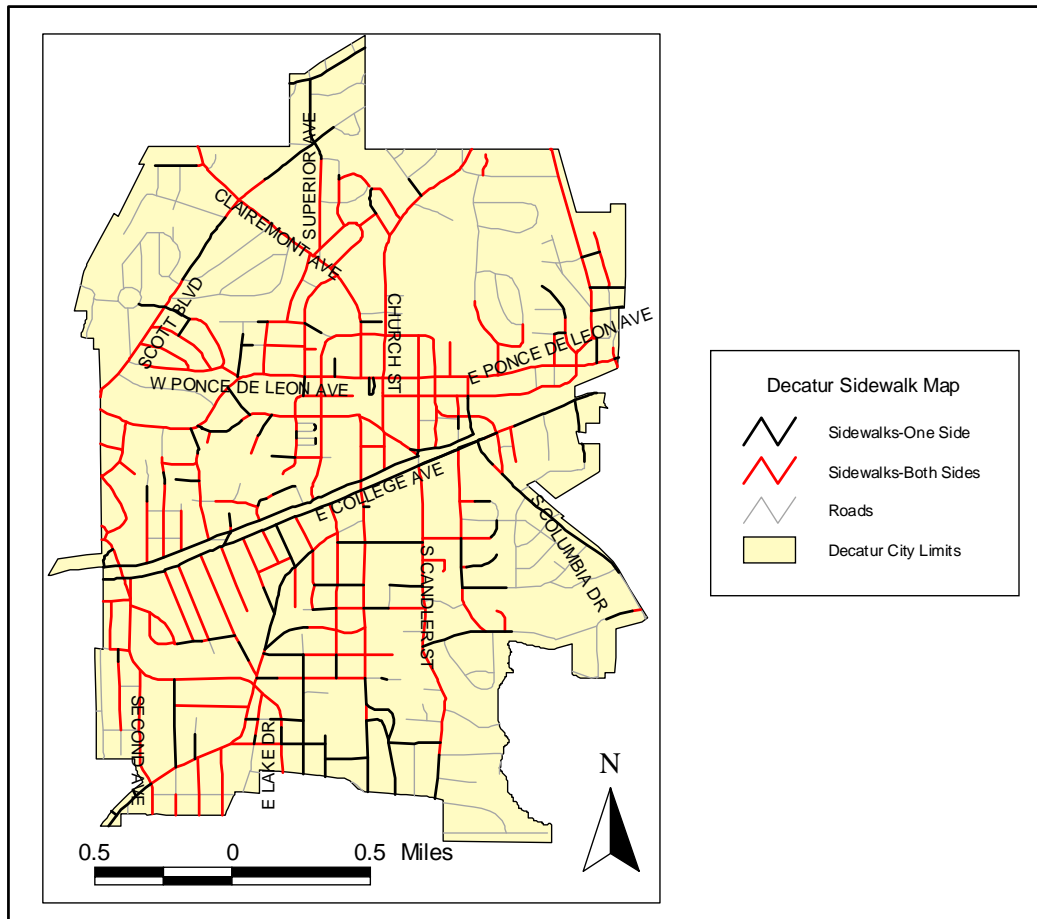 SUPERIOR AVE
CLAIREMONT AVE
SCOTT BLVD
CHURCH ST
E PONCE DE LEON AVE
W PONCE DE LEON AVE
E COLLEGE AVE
S COLUMBIA DR
S CANDLER ST
SECOND AVE
E LAKE DR
N
0.5 0 0.5 Miles
Decatur Sidewalk Map
Sidewalks-One Side
Sidewalks-Both Sides
Roads
Decatur City Limits